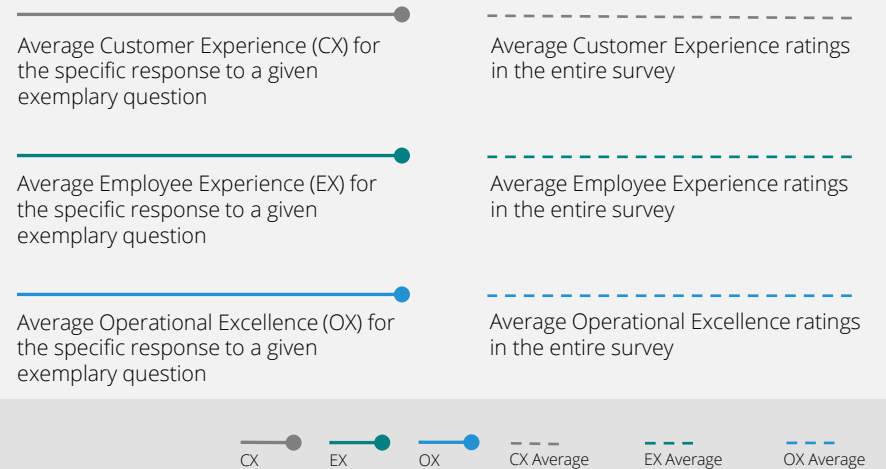 Average Customer Experience (CX) for
the specific response to a given
exemplary question
Average Customer Experience ratings
in the entire survey
Average Employee Experience (EX) for
the specific response to a given
exemplary question
Average Employee Experience ratings
in the entire survey
Average Operational Excellence (OX) for
the specific response to a given
exemplary question
Average Operational Excellence ratings
in the entire survey
CX
EX
OX
CX Average
EX Average
OX Average